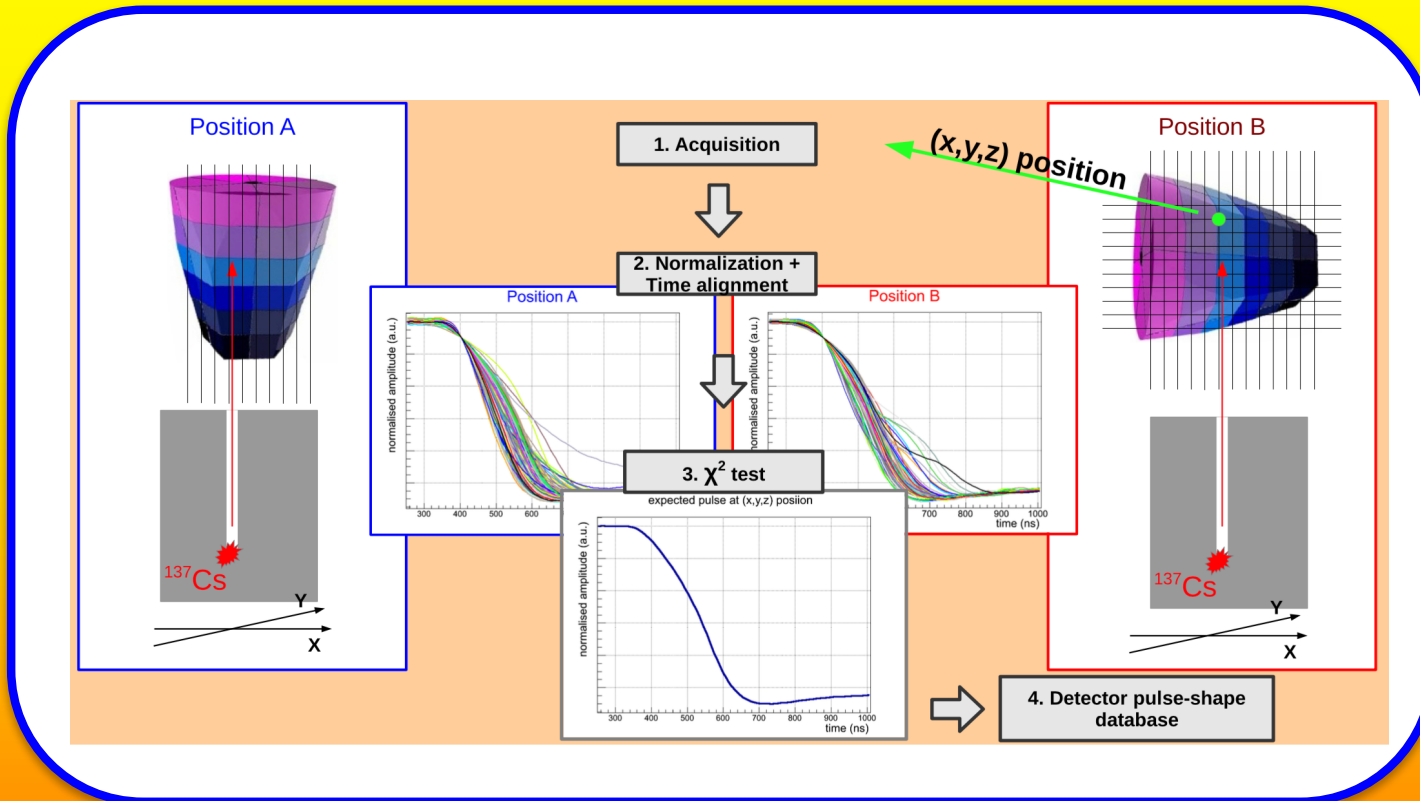 Position A
1. Acquisition
Position B
(x,y,z) position
2. Normalization +
Time alignment
Position A
Position B
normalised amplitude (a.u.)
300 400 500 600
normalised amplitude (a.u.)
700 800 900 1000
time (ns)
3. χ² test
expected pulse at (x,y,z) posiion
normalised amplitude (a.u.)
300 400 500 600 700 800 900 1000
time (ns)
¹³⁷Cs
Y
X
¹³⁷Cs
Y
X
4. Detector pulse-shape
database